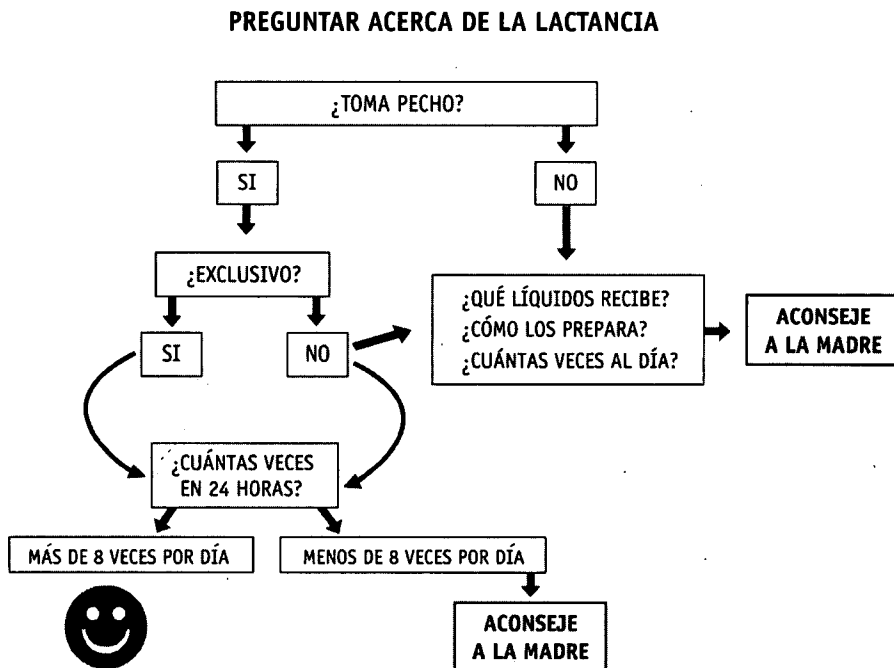 PREGUNTAR ACERCA DE LA LACTANCIA
¿TOMA PECHO?
SI
NO
¿EXCLUSIVO?
SI
NO
¿QUÉ LÍQUIDOS RECIBE?
¿CÓMO LOS PREPARA?
¿CUÁNTAS VECES AL DÍA?
ACONSEJE
A LA MADRE
¿CUÁNTAS VECES
EN 24 HORAS?
MÁS DE 8 VECES POR DÍA
MENOS DE 8 VECES POR DÍA
ACONSEJE
A LA MADRE